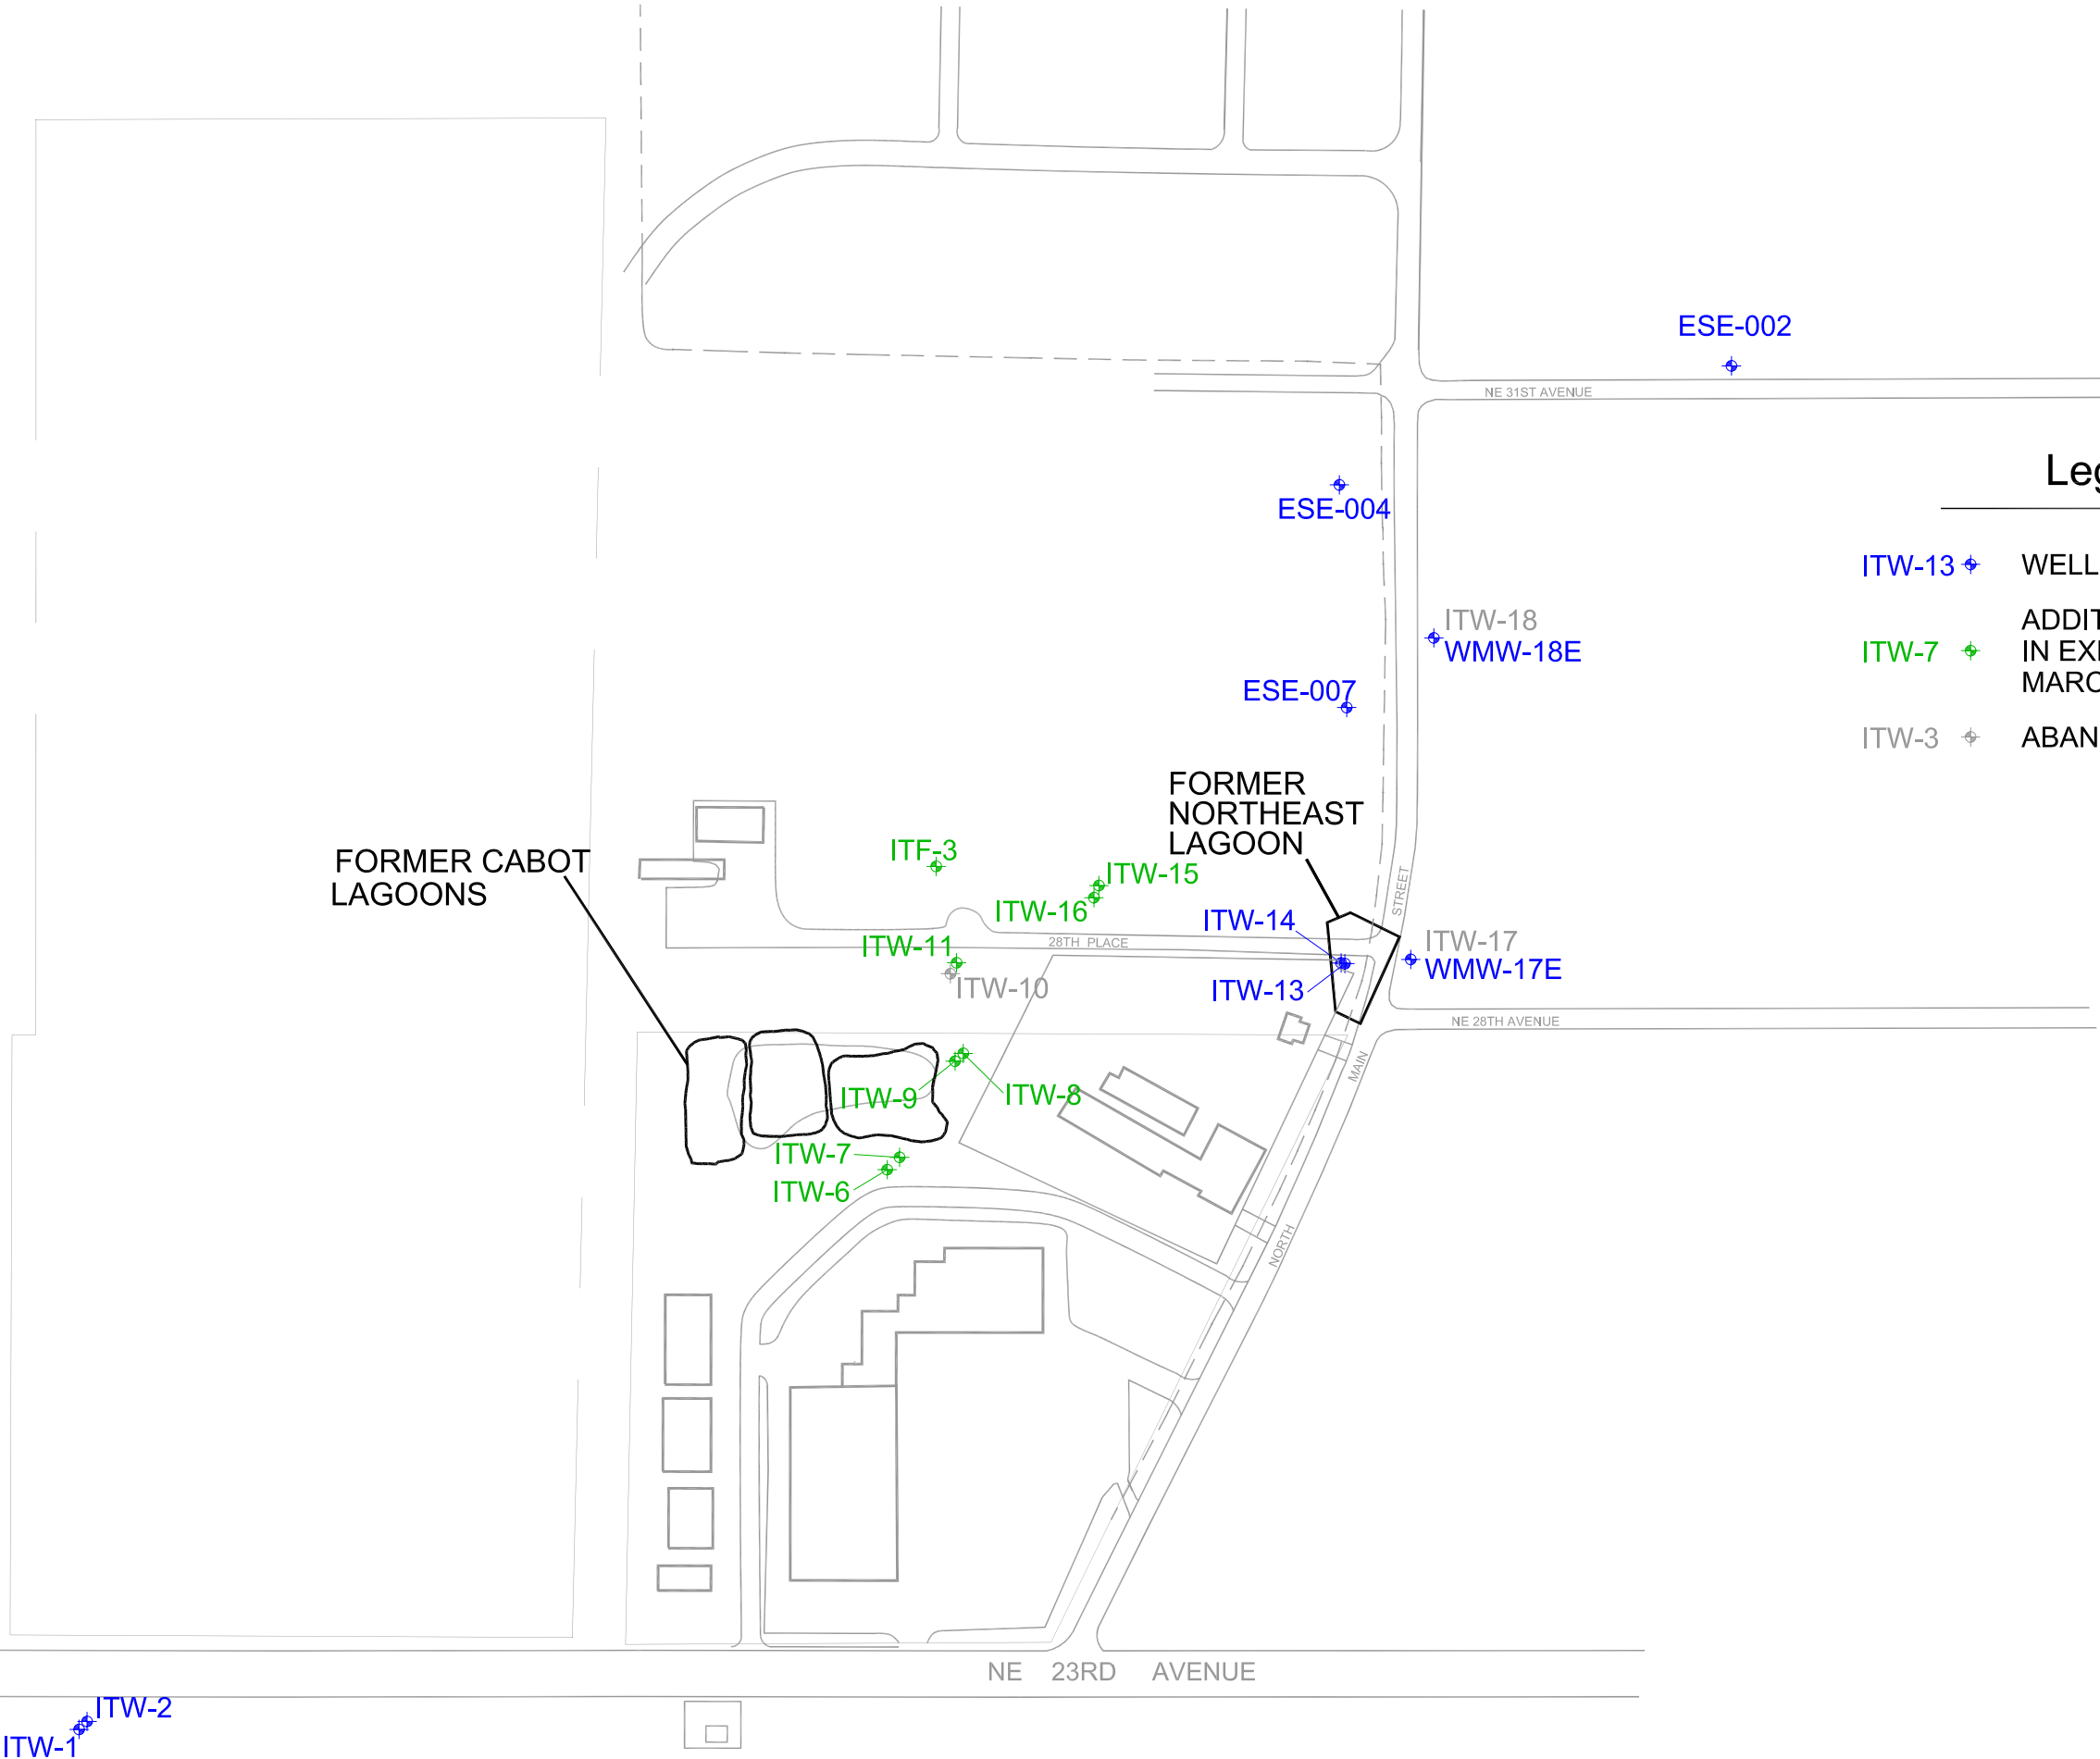 ESE-002
NE 31ST AVENUE
Leg
ESE-004
ITW-13
WELL
ITW-18
WMW-18E
ADDIT
ITW-7
IN EX
MARC
ESE-007
ITW-3
ABAN
FORMER
NORTHEAST
LAGOON
FORMER CABOT
LAGOONS
ITF-3
ITW-15
ITW-16
STREET
ITW-14
ITW-11
28TH PLACE
ITW-17
WMW-17E
ITW-10
ITW-13
NE 28TH AVENUE
MAIN
ITW-9
ITW-8
ITW-7
ITW-6
NORTH
NE 23RD AVENUE
ITW-2
ITW-1